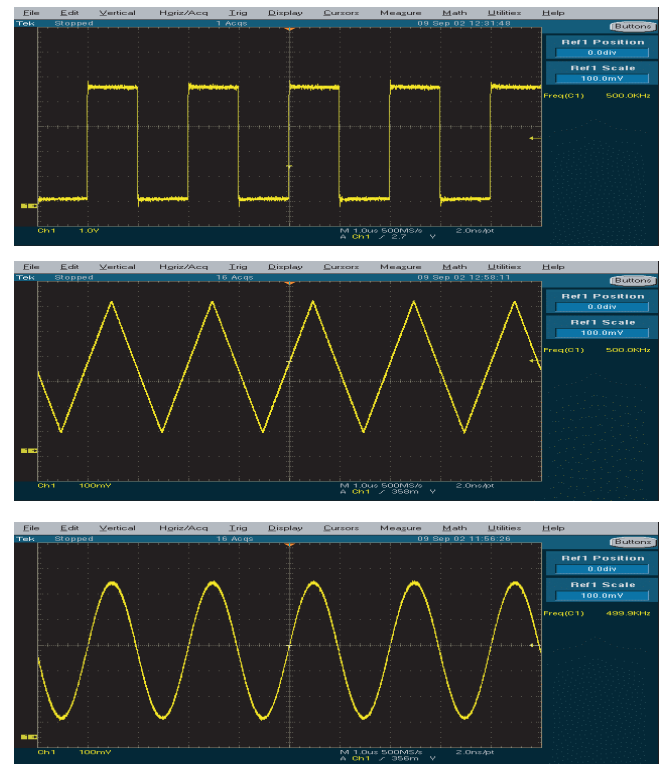 File Edit Vertical Horiz/Acq Trig Display Cursors Measure Math Utilities Help
Tek Stopped 1 Acqs 09 Sep 02 12:31:48 Buttons
Ref1 Position
0.0div
Ref1 Scale
100.0mV
Freq(C1) 500.0KHz
Ch1 1.0V M 1.0us 500MS/s 2.0ns/pt
A Ch1 / 2.7 V
File Edit Vertical Horiz/Acq Trig Display Cursors Measure Math Utilities Help
Tek Stopped 16 Acqs 09 Sep 02 12:58:11 Buttons
Ref1 Position
0.0div
Ref1 Scale
100.0mV
Freq(C1) 500.0KHz
Ch1 100mV M 1.0us 500MS/s 2.0ns/pt
A Ch1 / 358m V
File Edit Vertical Horiz/Acq Trig Display Cursors Measure Math Utilities Help
Tek Stopped 16 Acqs 09 Sep 02 11:56:26 Buttons
Ref1 Position
0.0div
Ref1 Scale
100.0mV
Freq(C1) 499.9KHz
Ch1 100mV M 1.0us 500MS/s 2.0ns/pt
A Ch1 / 356m V